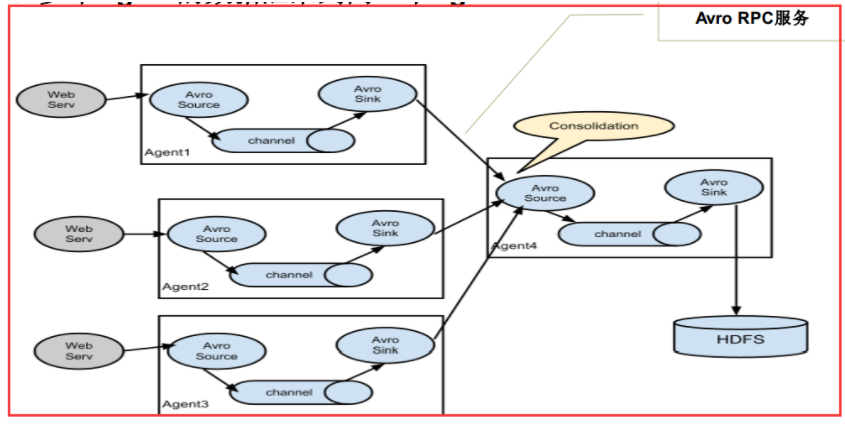 Avro RPC服务
Web
Serv
Avro
Source
channel
Avro
Sink
Agent1
Consolidation
Web
Serv
Avro
Source
channel
Avro
Sink
Agent2
Avro
Source
channel
Avro
Sink
Agent4
HDFS
Web
Serv
Avro
Source
channel
Avro
Sink
Agent3